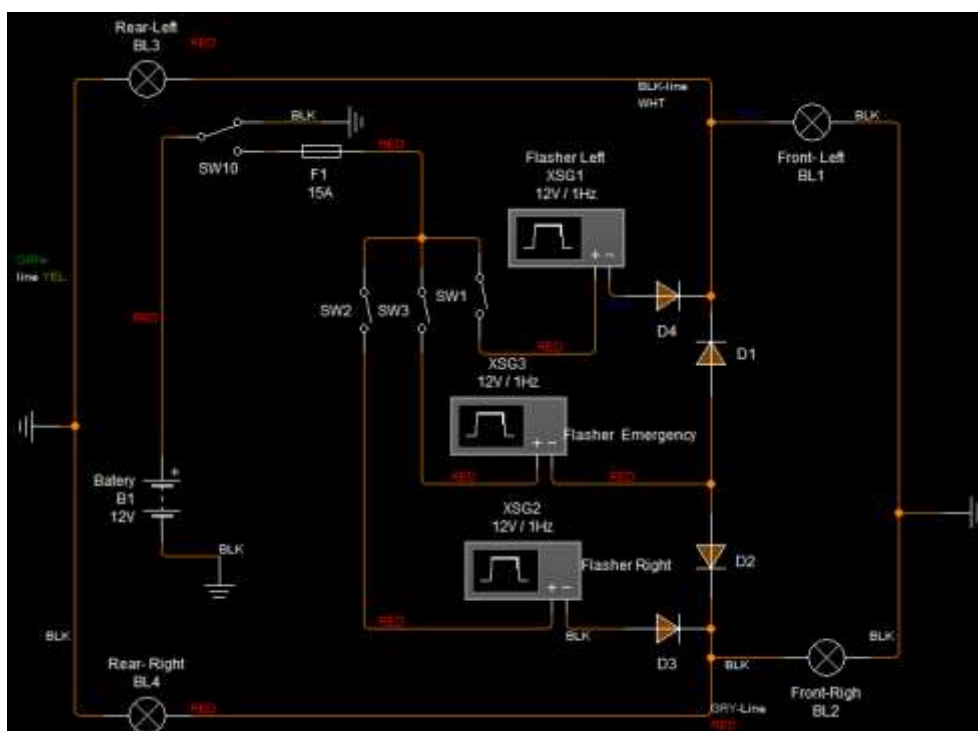 Rear-Left
BL3
RED
BLK-line
WHT
BLK
SW10
F1
15A
RED
Flasher Left
XSG1
12V / 1Hz
BLK
Front- Left
BL1
line YEL
RED
SW2
SW3
SW1
RED
D4
D1
XSG3
12V / 1Hz
Flasher Emergency
RED
RED
Batery
B1
12V
BLK
XSG2
12V / 1Hz
Flasher Right
D2
RED
BLK
D3
BLK
BLK
BLK
Rear- Right
BL4
RED
Front-Righ
BL2
GRY-Line
RED